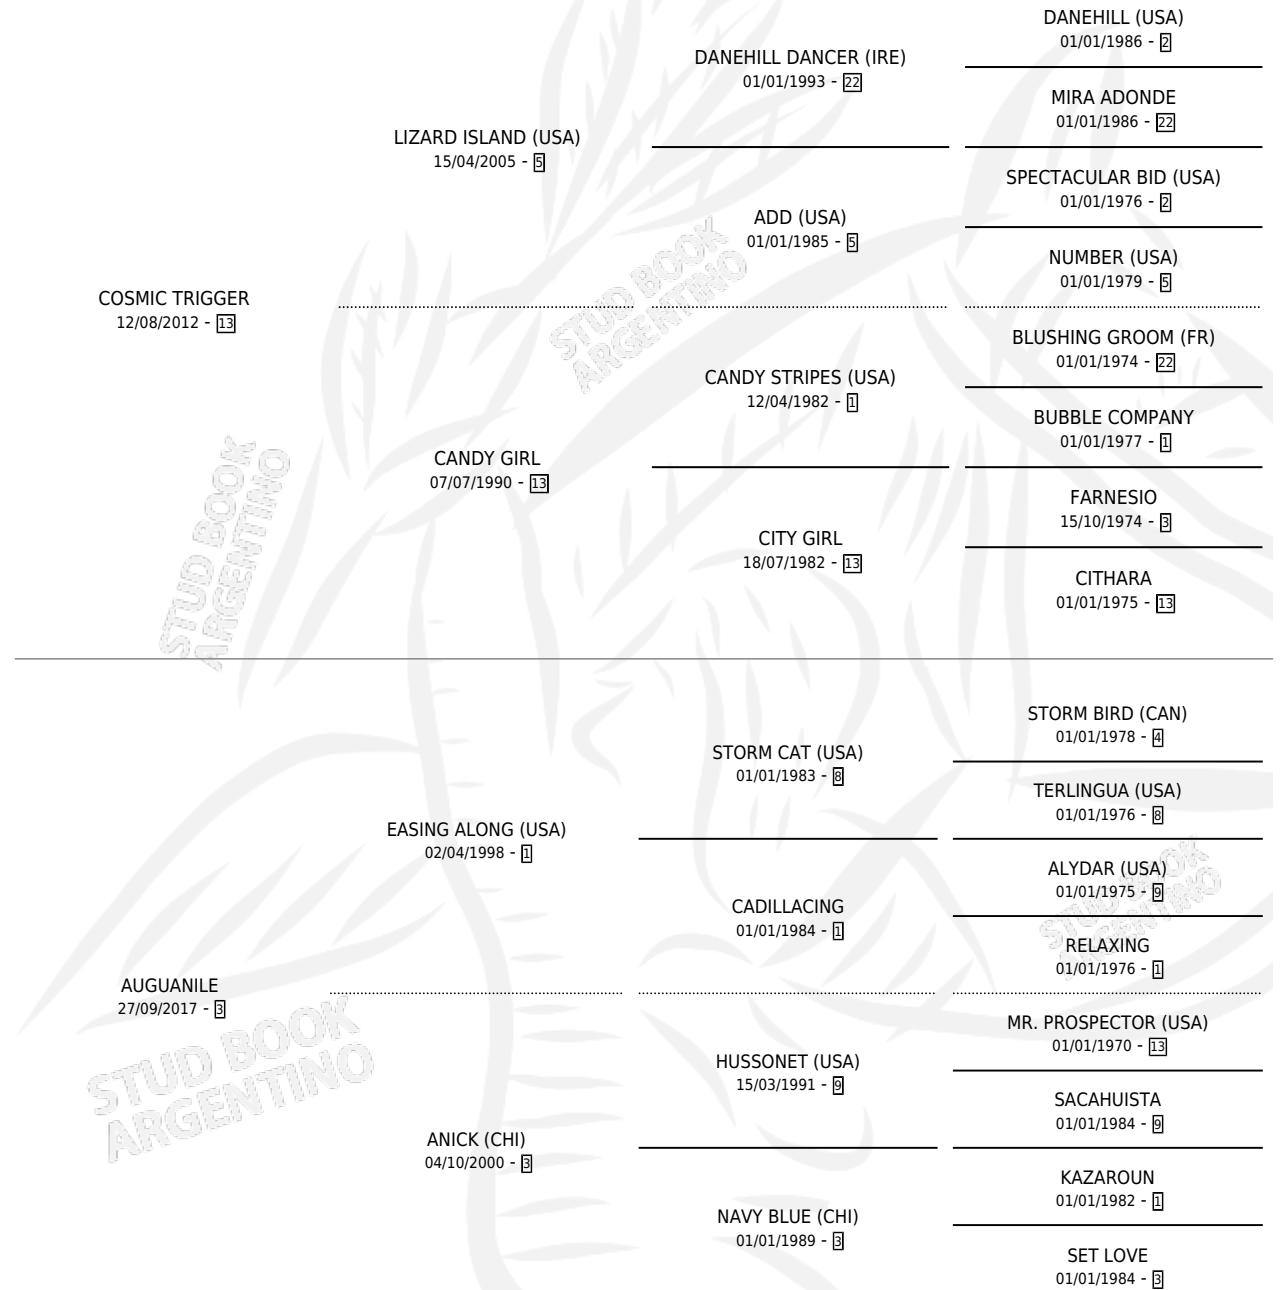 DANEHILL (USA)
01/01/1986 - 2
DANEHILL DANCER (IRE)
01/01/1993 - 22
MIRA ADONDE
01/01/1986 - 22
LIZARD ISLAND (USA)
15/04/2005 - 5
SPECTACULAR BID (USA)
01/01/1976 - 2
ADD (USA)
01/01/1985 - 5
NUMBER (USA)
01/01/1979 - 5
COSMIC TRIGGER
12/08/2012 - 13
STUD BOOK
ARGENTINO
BLUSHING GROOM (FR)
01/01/1974 - 22
CANDY STRIPES (USA)
12/04/1982 - 1
BUBBLE COMPANY
01/01/1977 - 1
CANDY GIRL
07/07/1990 - 13
FARNESIO
15/10/1974 - 3
CITY GIRL
18/07/1982 - 13
CITHARA
01/01/1975 - 13
STUD BOOK
ARGENTINO
STORM BIRD (CAN)
01/01/1978 - 4
STORM CAT (USA)
01/01/1983 - 8
TERLINGUA (USA)
01/01/1976 - 8
EASING ALONG (USA)
02/04/1998 - 1
ALYDAR (USA)
01/01/1975 - 9
CADILLACING
01/01/1984 - 1
STUD BOOK
ARGENTINO
RELAXING
01/01/1976 - 1
AUGUANILE
27/09/2017 - 3
STUD BOOK
ARGENTINO
MR. PROSPECTOR (USA)
01/01/1970 - 13
HUSSONET (USA)
15/03/1991 - 9
SACAHUISTA
01/01/1984 - 9
ANICK (CHI)
04/10/2000 - 3
KAZAROUN
01/01/1982 - 1
NAVY BLUE (CHI)
01/01/1989 - 3
SET LOVE
01/01/1984 - 3